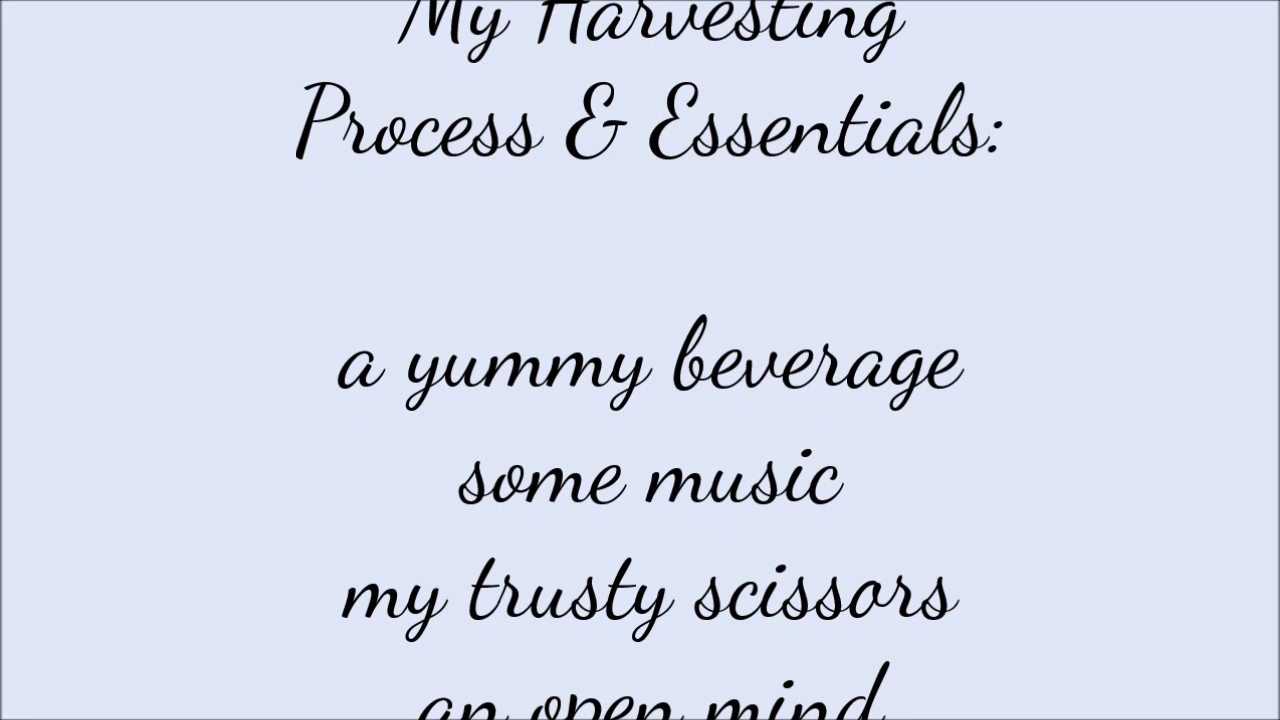 My Harvesting
Process & Essentials:
a yummy beverage
some music
my trusty scissors
an open mind